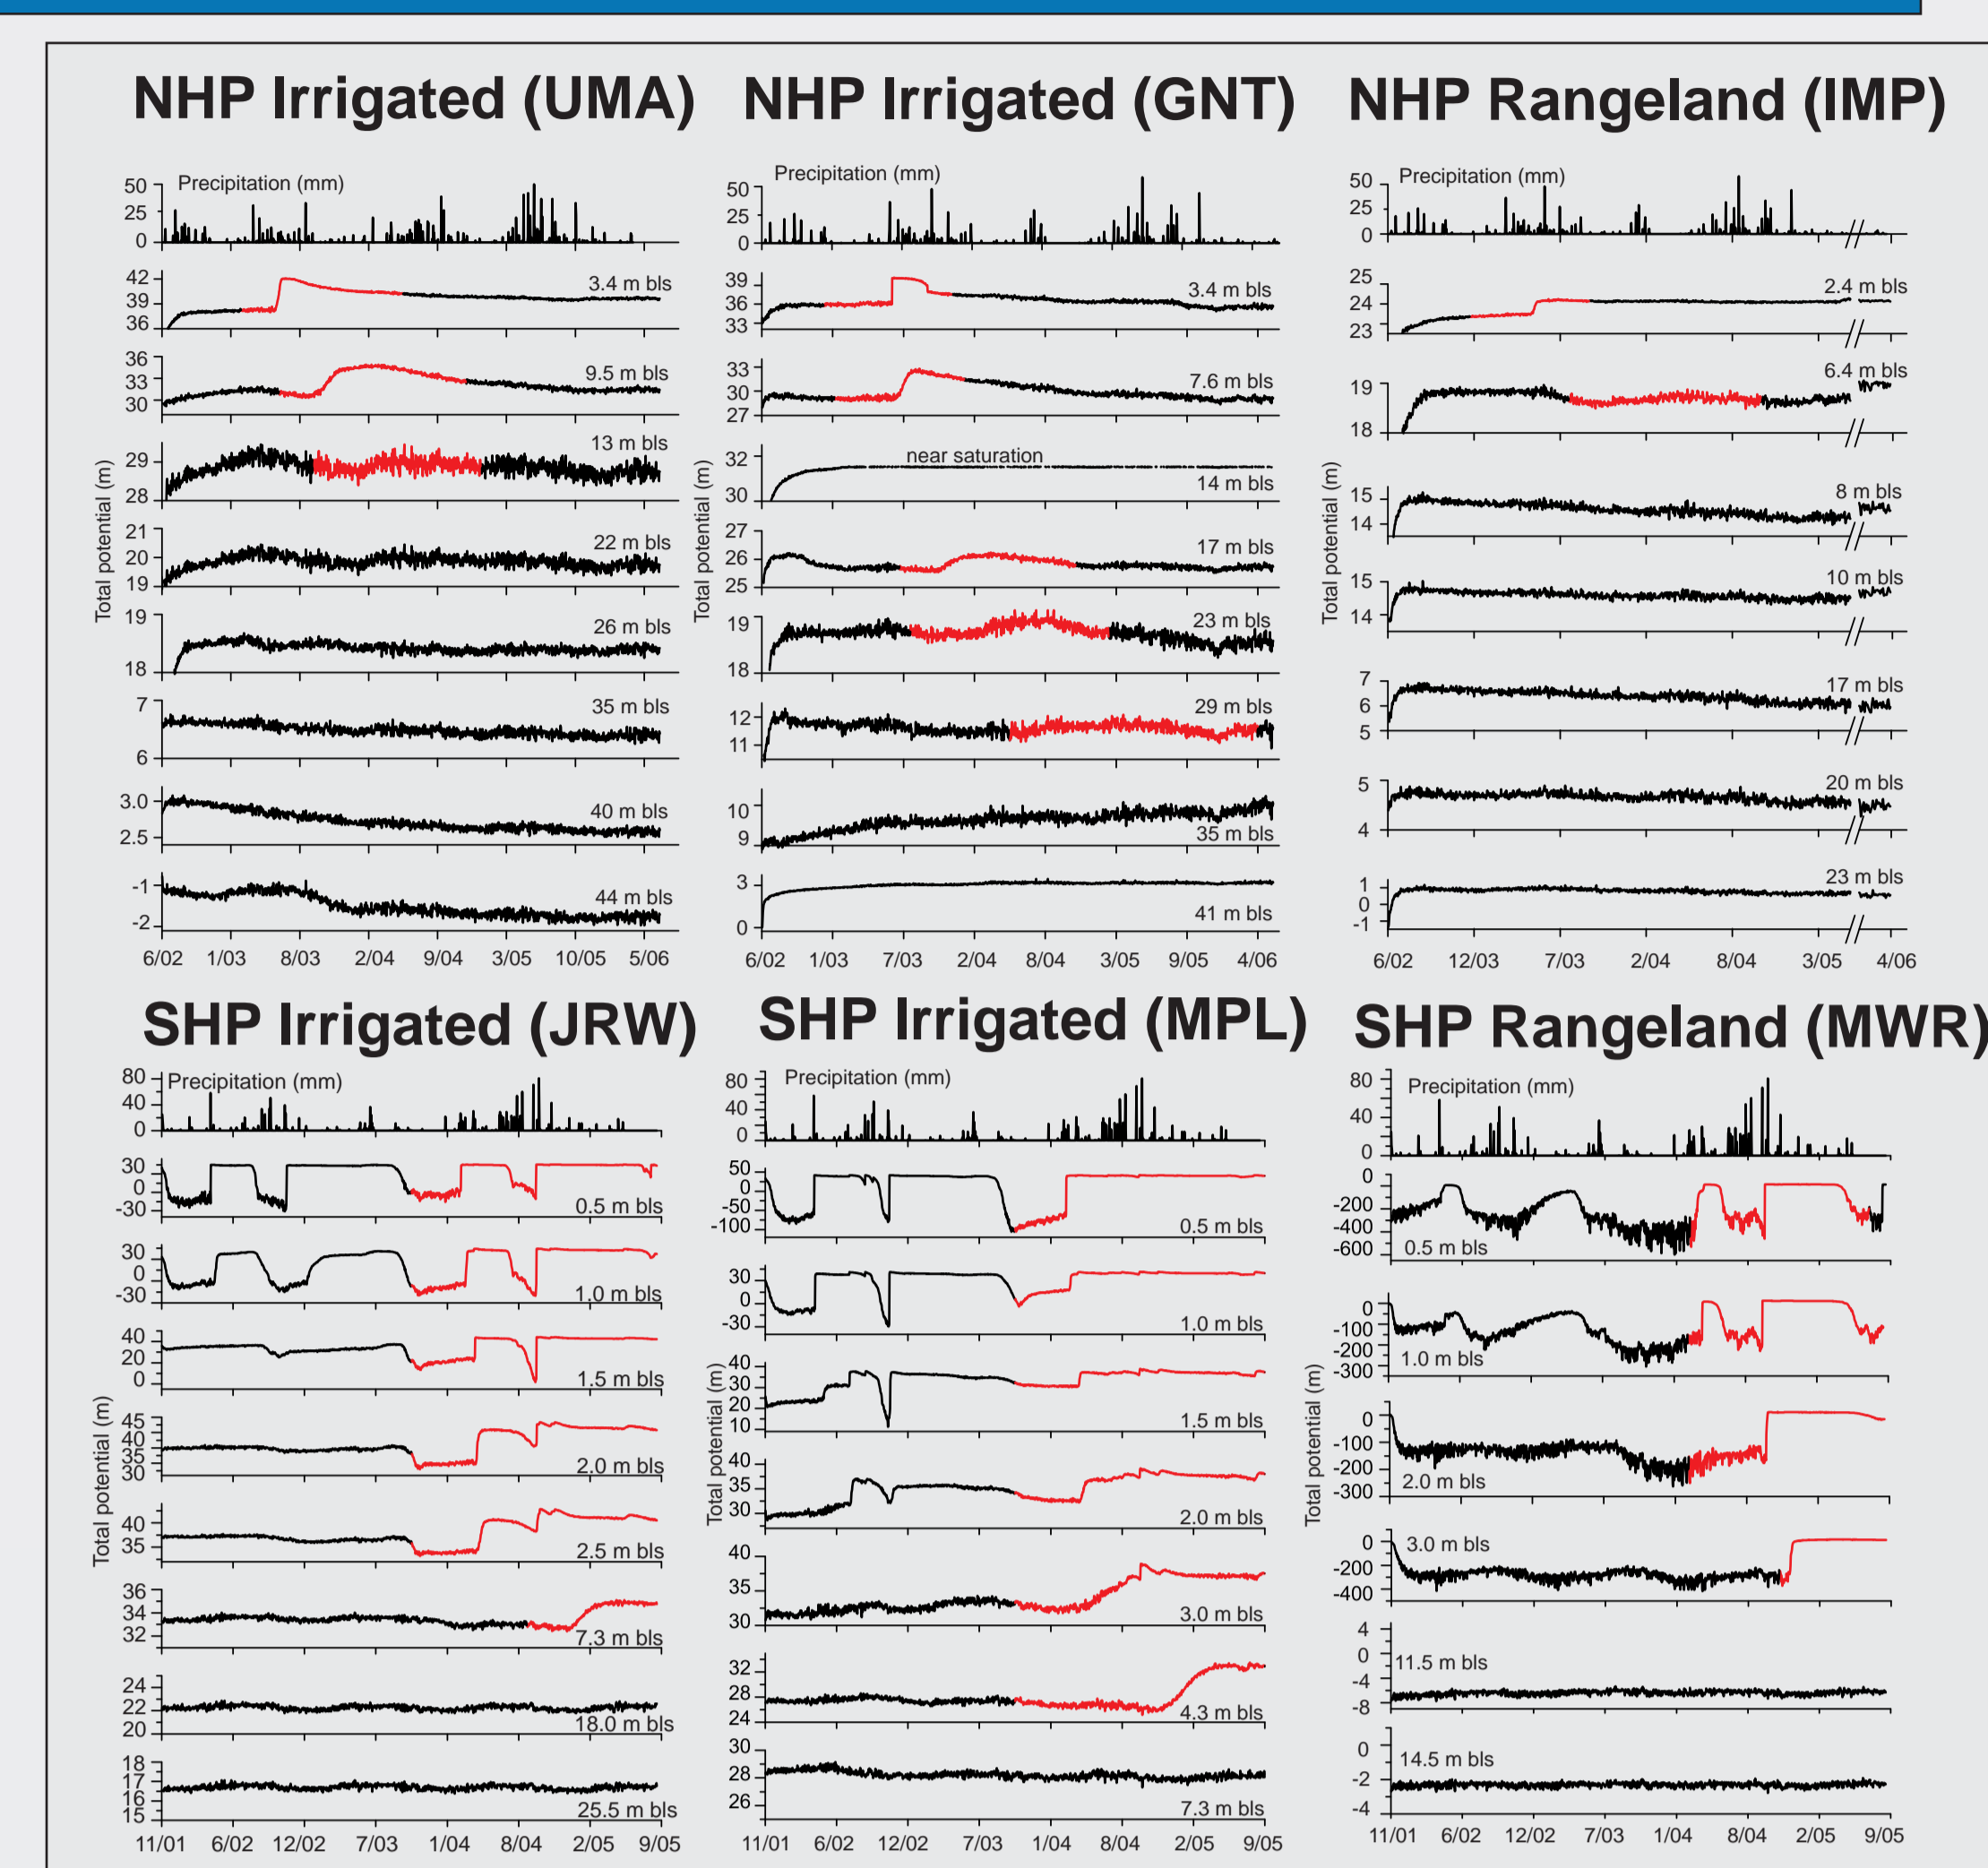 NHP Irrigated (UMA)
Precipitation (mm)
50
25
0
42
39
36
3.4 m bls
36
33
30
9.5 m bls
29
28
13 m bls
21
20
19
22 m bls
19
18
26 m bls
7
6
35 m bls
3.0
2.5
40 m bls
-1
-2
44 m bls
Total potential (m)
6/02 1/03 8/03 2/04 9/04 3/05 10/05 5/06
NHP Irrigated (GNT)
Precipitation (mm)
50
25
0
39
36
33
3.4 m bls
33
30
27
7.6 m bls
32
30
near saturation
14 m bls
27
26
25
17 m bls
19
18
23 m bls
12
11
29 m bls
10
9
35 m bls
3
0
41 m bls
Total potential (m)
6/02 1/03 7/03 2/04 8/04 3/05 9/05 4/06
NHP Rangeland (IMP)
Precipitation (mm)
50
25
0
25
24
23
2.4 m bls
19
18
6.4 m bls
15
14
8 m bls
15
14
10 m bls
7
6
5
17 m bls
5
4
20 m bls
1
0
-1
23 m bls
Total potential (m)
6/02 12/03 7/03 2/04 8/04 3/05 4/06
SHP Irrigated (JRW)
Precipitation (mm)
80
40
0
30
0
-30
0.5 m bls
30
0
-30
1.0 m bls
40
20
0
1.5 m bls
45
40
35
30
2.0 m bls
40
35
2.5 m bls
36
34
32
7.3 m bls
24
22
20
18.0 m bls
18
17
16
15
25.5 m bls
Total potential (m)
11/01 6/02 12/02 7/03 1/04 8/04 2/05 9/05
SHP Irrigated (MPL)
Precipitation (mm)
80
40
0
50
0
-50
-100
0.5 m bls
30
0
-30
1.0 m bls
40
30
20
10
1.5 m bls
40
35
30
2.0 m bls
40
35
30
3.0 m bls
32
28
24
4.3 m bls
30
28
26
7.3 m bls
Total potential (m)
11/01 6/02 12/02 7/03 1/04 8/04 2/05 9/05
SHP Rangeland (MWR)
Precipitation (mm)
80
40
0
0
-200
-400
-600
0.5 m bls
0
-100
-200
-300
1.0 m bls
0
-100
-200
-300
2.0 m bls
0
-200
-400
3.0 m bls
4
0
-4
-8
11.5 m bls
0
-2
-4
14.5 m bls
Total potential (m)
11/01 6/02 12/02 7/03 1/04 8/04 2/05 9/05